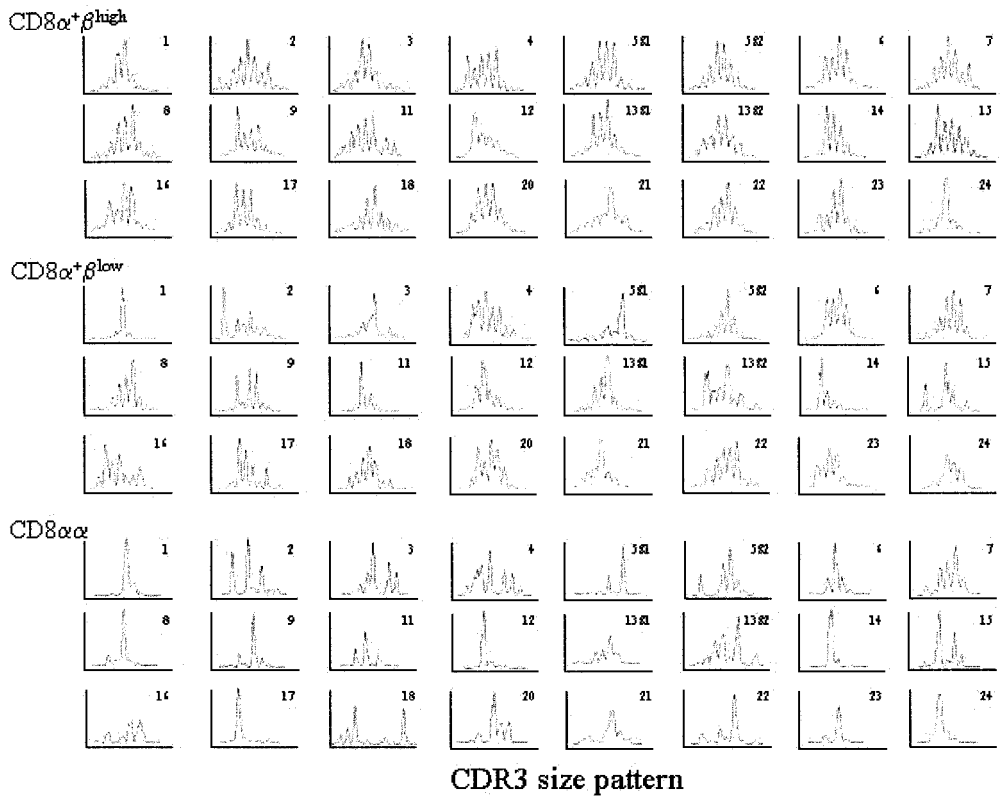 CD8α⁺β^high
1 2 3 4 5S1 5S2 6 7
8 9 11 12 13S1 13S2 14 15
16 17 18 20 21 22 23 24
CD8α⁺β^low
1 2 3 4 5S1 5S2 6 7
8 9 11 12 13S1 13S2 14 15
16 17 18 20 21 22 23 24
CD8αα
1 2 3 4 5S1 5S2 6 7
8 9 11 12 13S1 13S2 14 15
16 17 18 20 21 22 23 24
CDR3 size pattern